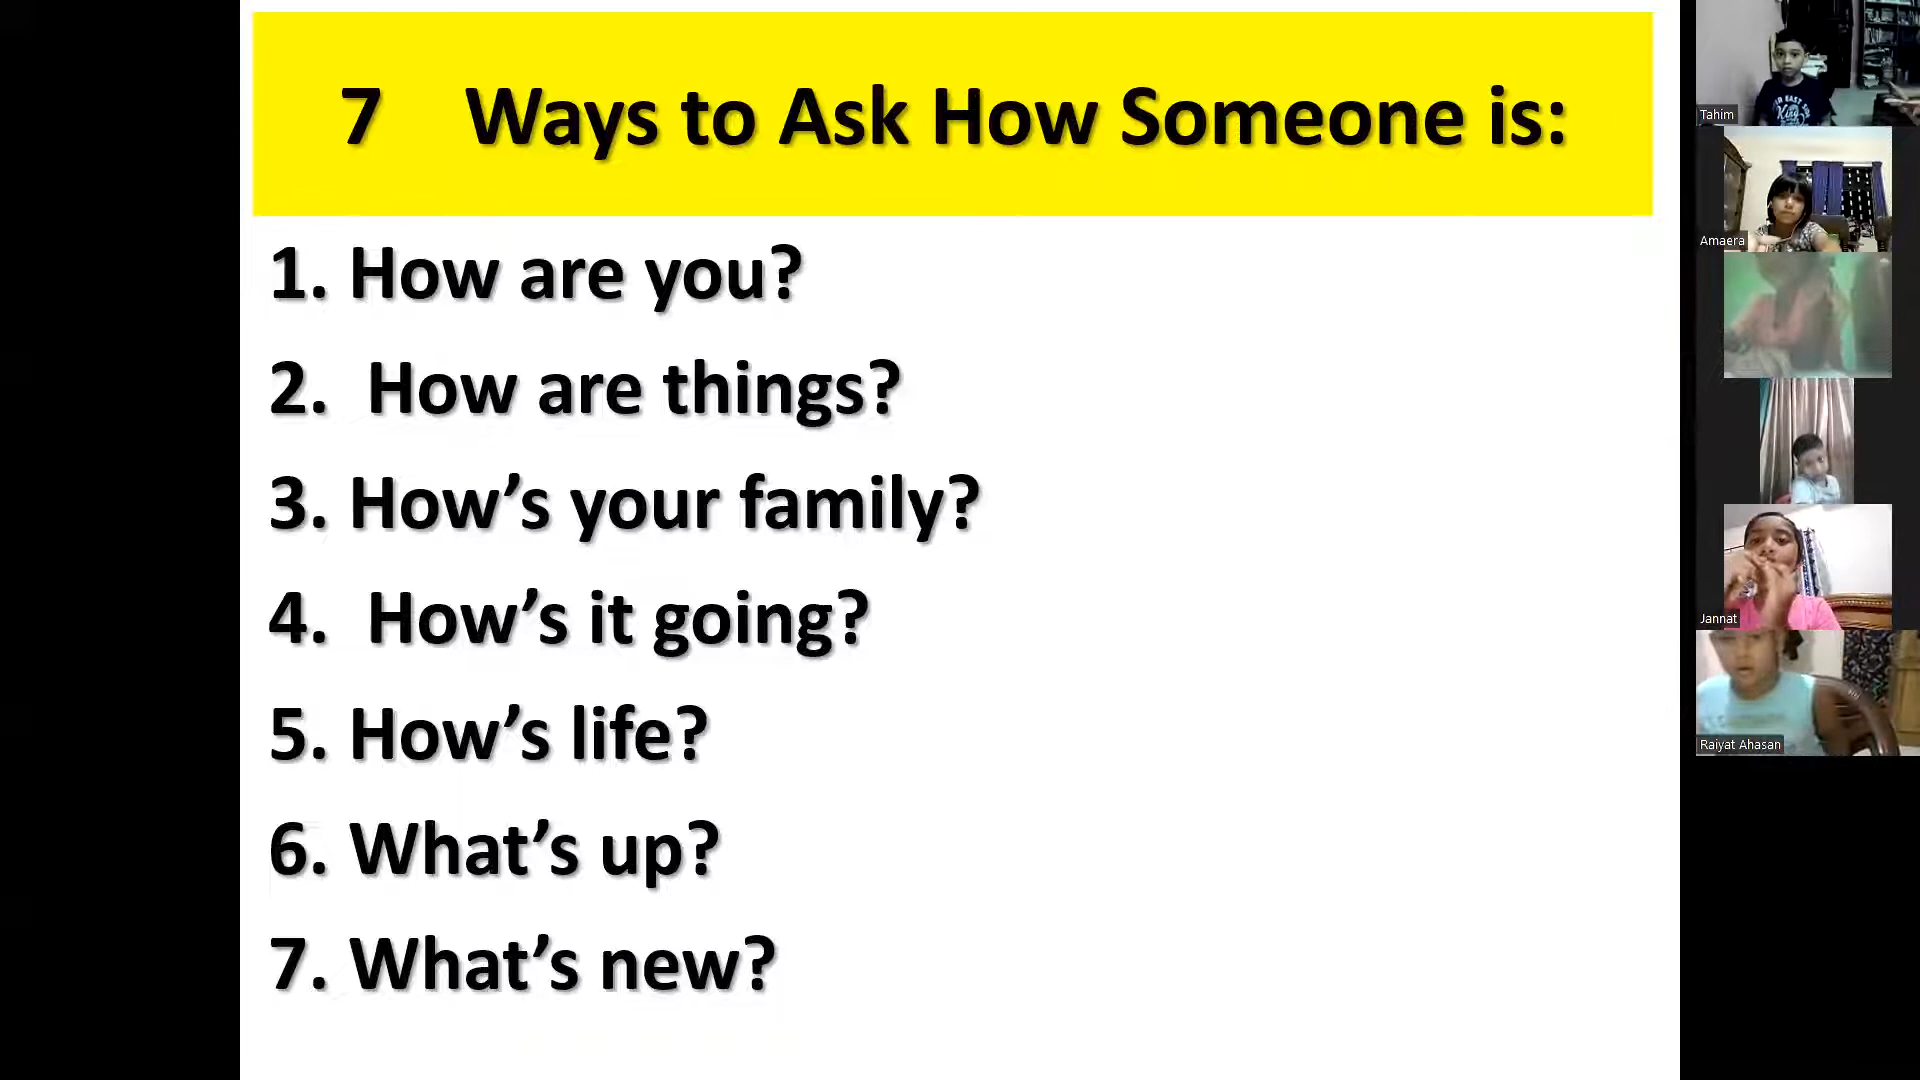 7 Ways to Ask How Someone is:
1. How are you?
2. How are things?
3. How’s your family?
4. How’s it going?
5. How’s life?
6. What’s up?
7. What’s new?
Tahim
Amaera
Jannat
Raiyat Ahasan